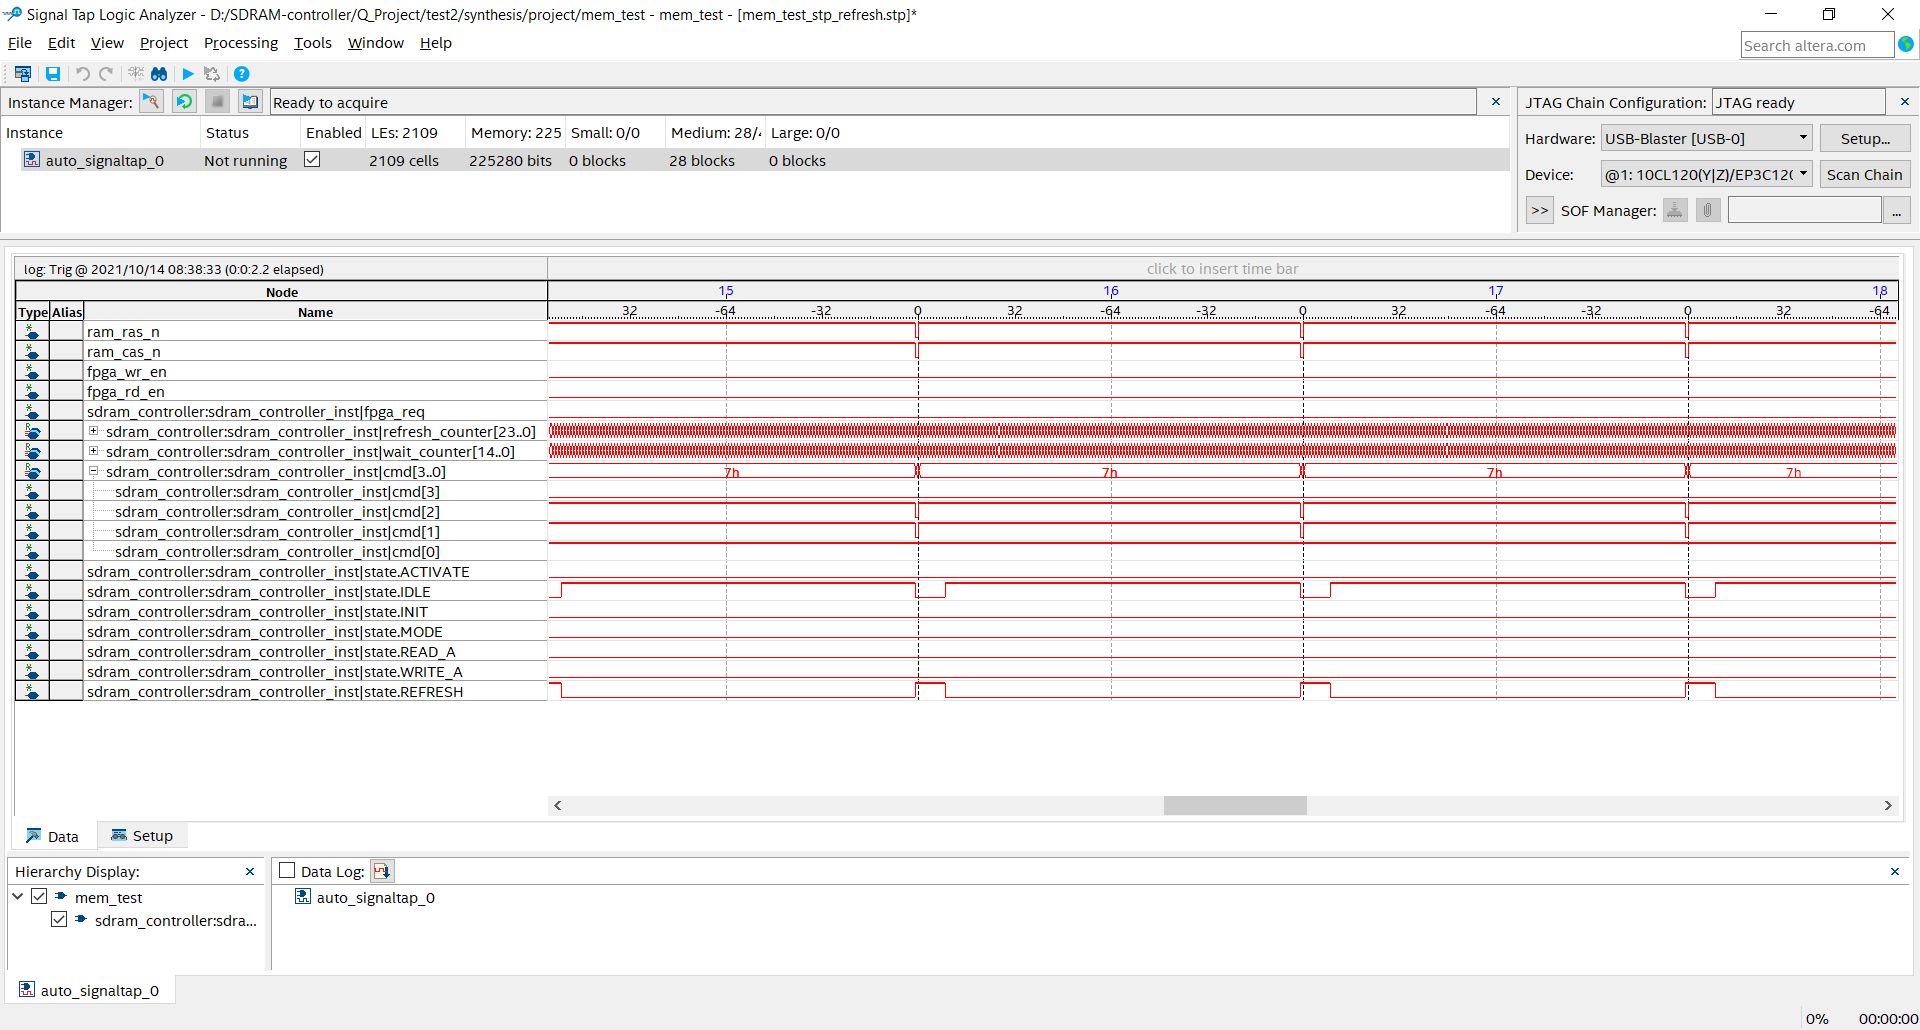 Signal Tap Logic Analyzer - D:/SDRAM-controller/Q_Project/test2/synthesis/project/mem_test - mem_test - [mem_test_stp_refresh.stp]*
File Edit View Project Processing Tools Window Help
Search altera.com
Instance Manager: Ready to acquire
JTAG Chain Configuration: JTAG ready
Instance Status Enabled LEs: 2109 Memory: 225 Small: 0/0 Medium: 28/ Large: 0/0
auto_signaltap_0 Not running 2109 cells 225280 bits 0 blocks 28 blocks 0 blocks
Hardware: USB-Blaster [USB-0] Setup...
Device: @1: 10CL120(Y|Z)/EP3C120 Scan Chain
>> SOF Manager: ...
log: Trig @ 2021/10/14 08:38:33 (0:0:2.2 elapsed) click to insert time bar
Node 15 16 17 18
Type Alias Name 32 -64 -32 0 32 -64 -32 0 32 -64 -32 0 32 -64
ram_ras_n
ram_cas_n
fpga_wr_en
fpga_rd_en
sdram_controller:sdram_controller_inst|fpga_req
sdram_controller:sdram_controller_inst|refresh_counter[23..0]
sdram_controller:sdram_controller_inst|wait_counter[14..0]
sdram_controller:sdram_controller_inst|cmd[3..0] 7h 7h 7h 7h
sdram_controller:sdram_controller_inst|cmd[3]
sdram_controller:sdram_controller_inst|cmd[2]
sdram_controller:sdram_controller_inst|cmd[1]
sdram_controller:sdram_controller_inst|cmd[0]
sdram_controller:sdram_controller_inst|state.ACTIVATE
sdram_controller:sdram_controller_inst|state.IDLE
sdram_controller:sdram_controller_inst|state.INIT
sdram_controller:sdram_controller_inst|state.MODE
sdram_controller:sdram_controller_inst|state.READ_A
sdram_controller:sdram_controller_inst|state.WRITE_A
sdram_controller:sdram_controller_inst|state.REFRESH
Data Setup
Hierarchy Display:
mem_test
sdram_controller:sdra...
Data Log:
auto_signaltap_0
auto_signaltap_0
0% 00:00:00